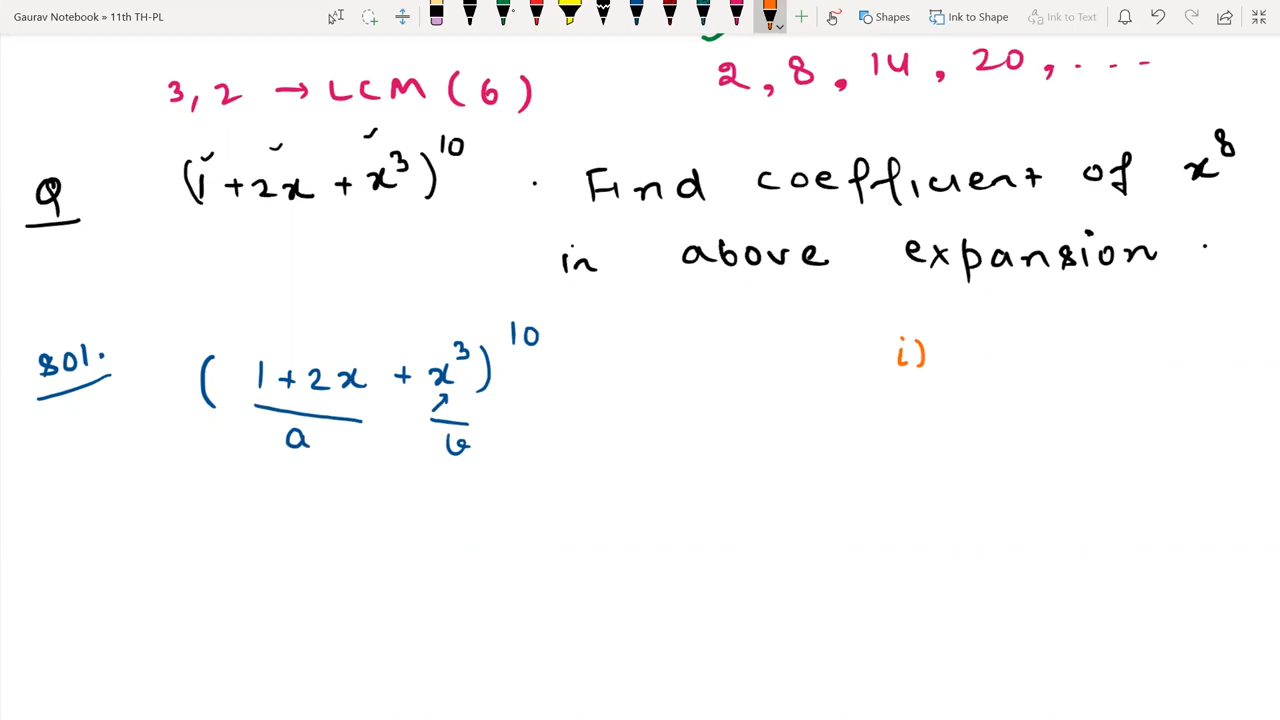 Gaurav Notebook » 11th TH-PL
Shapes Ink to Shape Ink to Text
2, 8, 14, 20, ...
3, 2 → LCM (6)
Q (1 + 2x + x³)¹⁰ . Find coefficient of x⁸
in above expansion .
Sol. ( 1 + 2x + x³)¹⁰
i)
a b